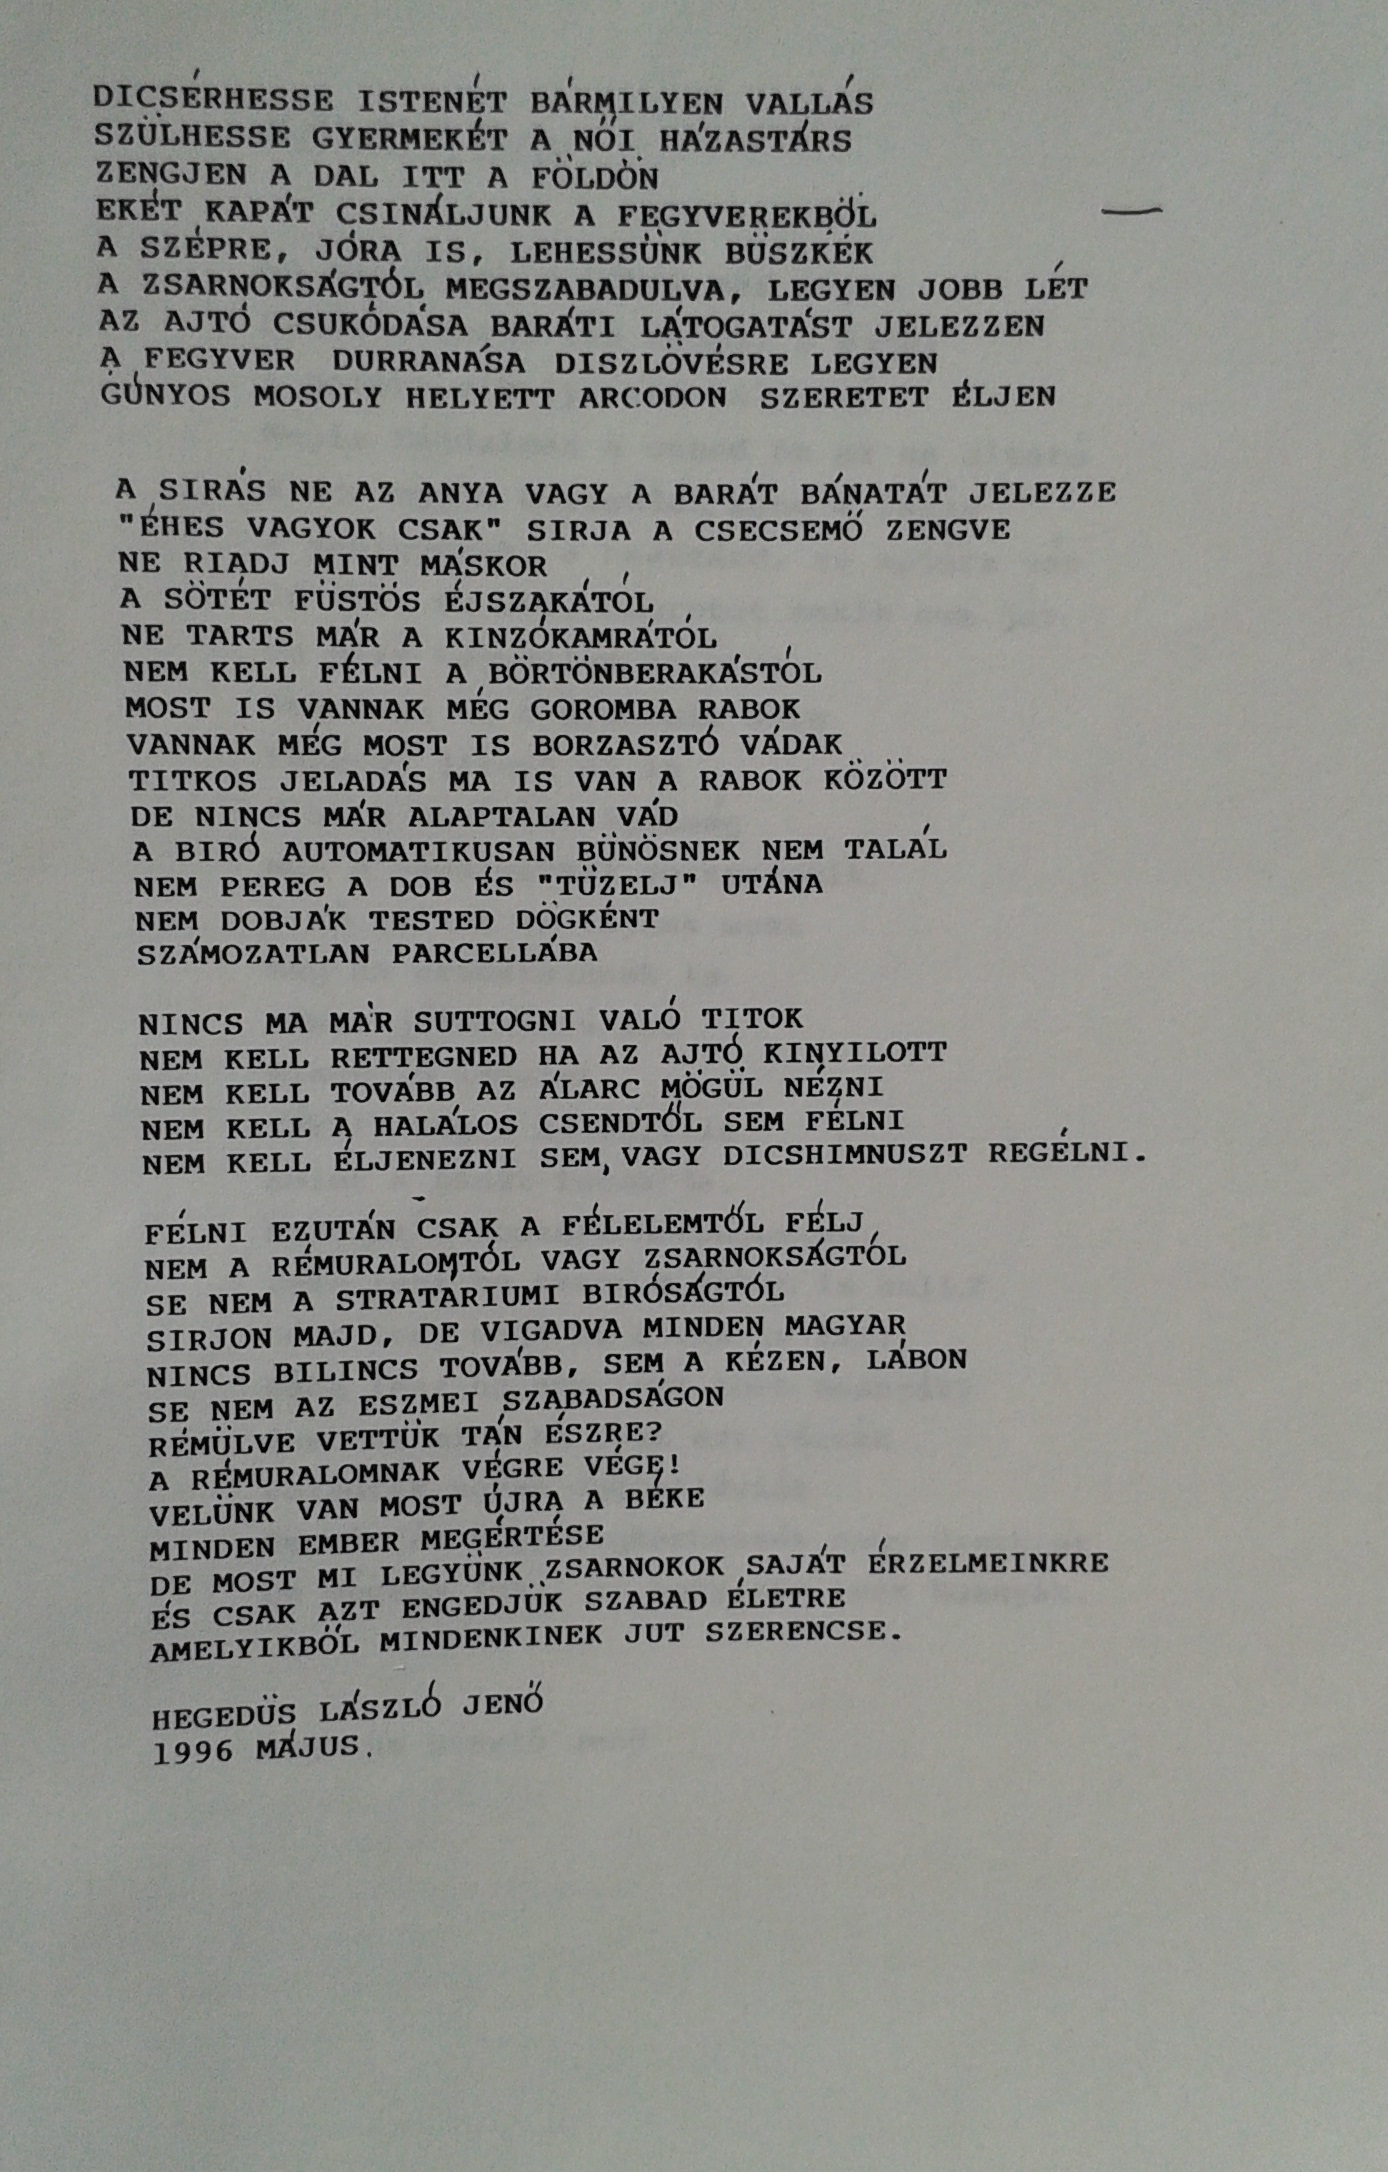 DICSÉRHESSE ISTENÉT BÁRMILYEN VALLÁS
SZÜLHESSE GYERMEKÉT A NŐI HÁZASTÁRS
ZENGJEN A DAL ITT A FÖLDÖN
EKÉT KAPÁT CSINÁLJUNK A FEGYVEREKBŐL
A SZÉPRE, JÓRA IS, LEHESSÜNK BÜSZKÉK
A ZSARNOKSÁGTÓL MEGSZABADULVA, LEGYEN JOBB LÉT
AZ AJTÓ CSUKÓDÁSA BARÁTI LÁTOGATÁST JELEZZEN
A FEGYVER DURRANÁSA DISZLÖVÉSRE LEGYEN
GÚNYOS MOSOLY HELYETT ARCODON SZERETET ÉLJEN
A SIRÁS NE AZ ANYA VAGY A BARÁT BÁNATÁT JELEZZE
"ÉHES VAGYOK CSAK" SIRJA A CSECSEMŐ ZENGVE
NE RIADJ MINT MÁSKOR
A SÖTÉT FÜSTÖS ÉJSZAKÁTÓL
NE TARTS MÁR A KINZÓKAMRÁTÓL
NEM KELL FÉLNI A BÖRTÖNBERAKÁSTÓL
MOST IS VANNAK MÉG GOROMBA RABOK
VANNAK MÉG MOST IS BORZASZTÓ VÁDAK
TITKOS JELADÁS MA IS VAN A RABOK KÖZÖTT
DE NINCS MÁR ALAPTALAN VÁD
A BIRÓ AUTOMATIKUSAN BÜNÖSNEK NEM TALÁL
NEM PEREG A DOB ÉS "TÜZELJ" UTÁNA
NEM DOBJÁK TESTED DÖGKÉNT
SZÁMOZATLAN PARCELLÁBA
NINCS MA MÁR SUTTOGNI VALÓ TITOK
NEM KELL RETTEGNED HA AZ AJTÓ KINYILOTT
NEM KELL TOVÁBB AZ ÁLARC MÖGÜL NÉZNI
NEM KELL A HALÁLOS CSENDTŐL SEM FÉLNI
NEM KELL ÉLJENEZNI SEM, VAGY DICSHIMNUSZT REGÉLNI.
FÉLNI EZUTÁN CSAK A FÉLELEMTŐL FÉLJ
NEM A RÉMURALOMTÓL VAGY ZSARNOKSÁGTÓL
SE NEM A STRATÁRIUMI BIRÓSÁGTÓL
SIRJON MAJD, DE VIGADVA MINDEN MAGYAR
NINCS BILINCS TOVÁBB, SEM A KÉZEN, LÁBON
SE NEM AZ ESZMEI SZABADSÁGON
RÉMÜLVE VETTÜK TÁN ÉSZRE?
A RÉMURALOMNAK VÉGRE VÉGE!
VELÜNK VAN MOST ÚJRA A BÉKE
MINDEN EMBER MEGÉRTÉSE
DE MOST MI LEGYÜNK ZSARNOKOK SAJÁT ÉRZELMEINKRE
ÉS CSAK AZT ENGEDJÜK SZABAD ÉLETRE
AMELYIKBŐL MINDENKINEK JUT SZERENCSE.
HEGEDÜS LÁSZLÓ JENŐ
1996 MÁJUS.